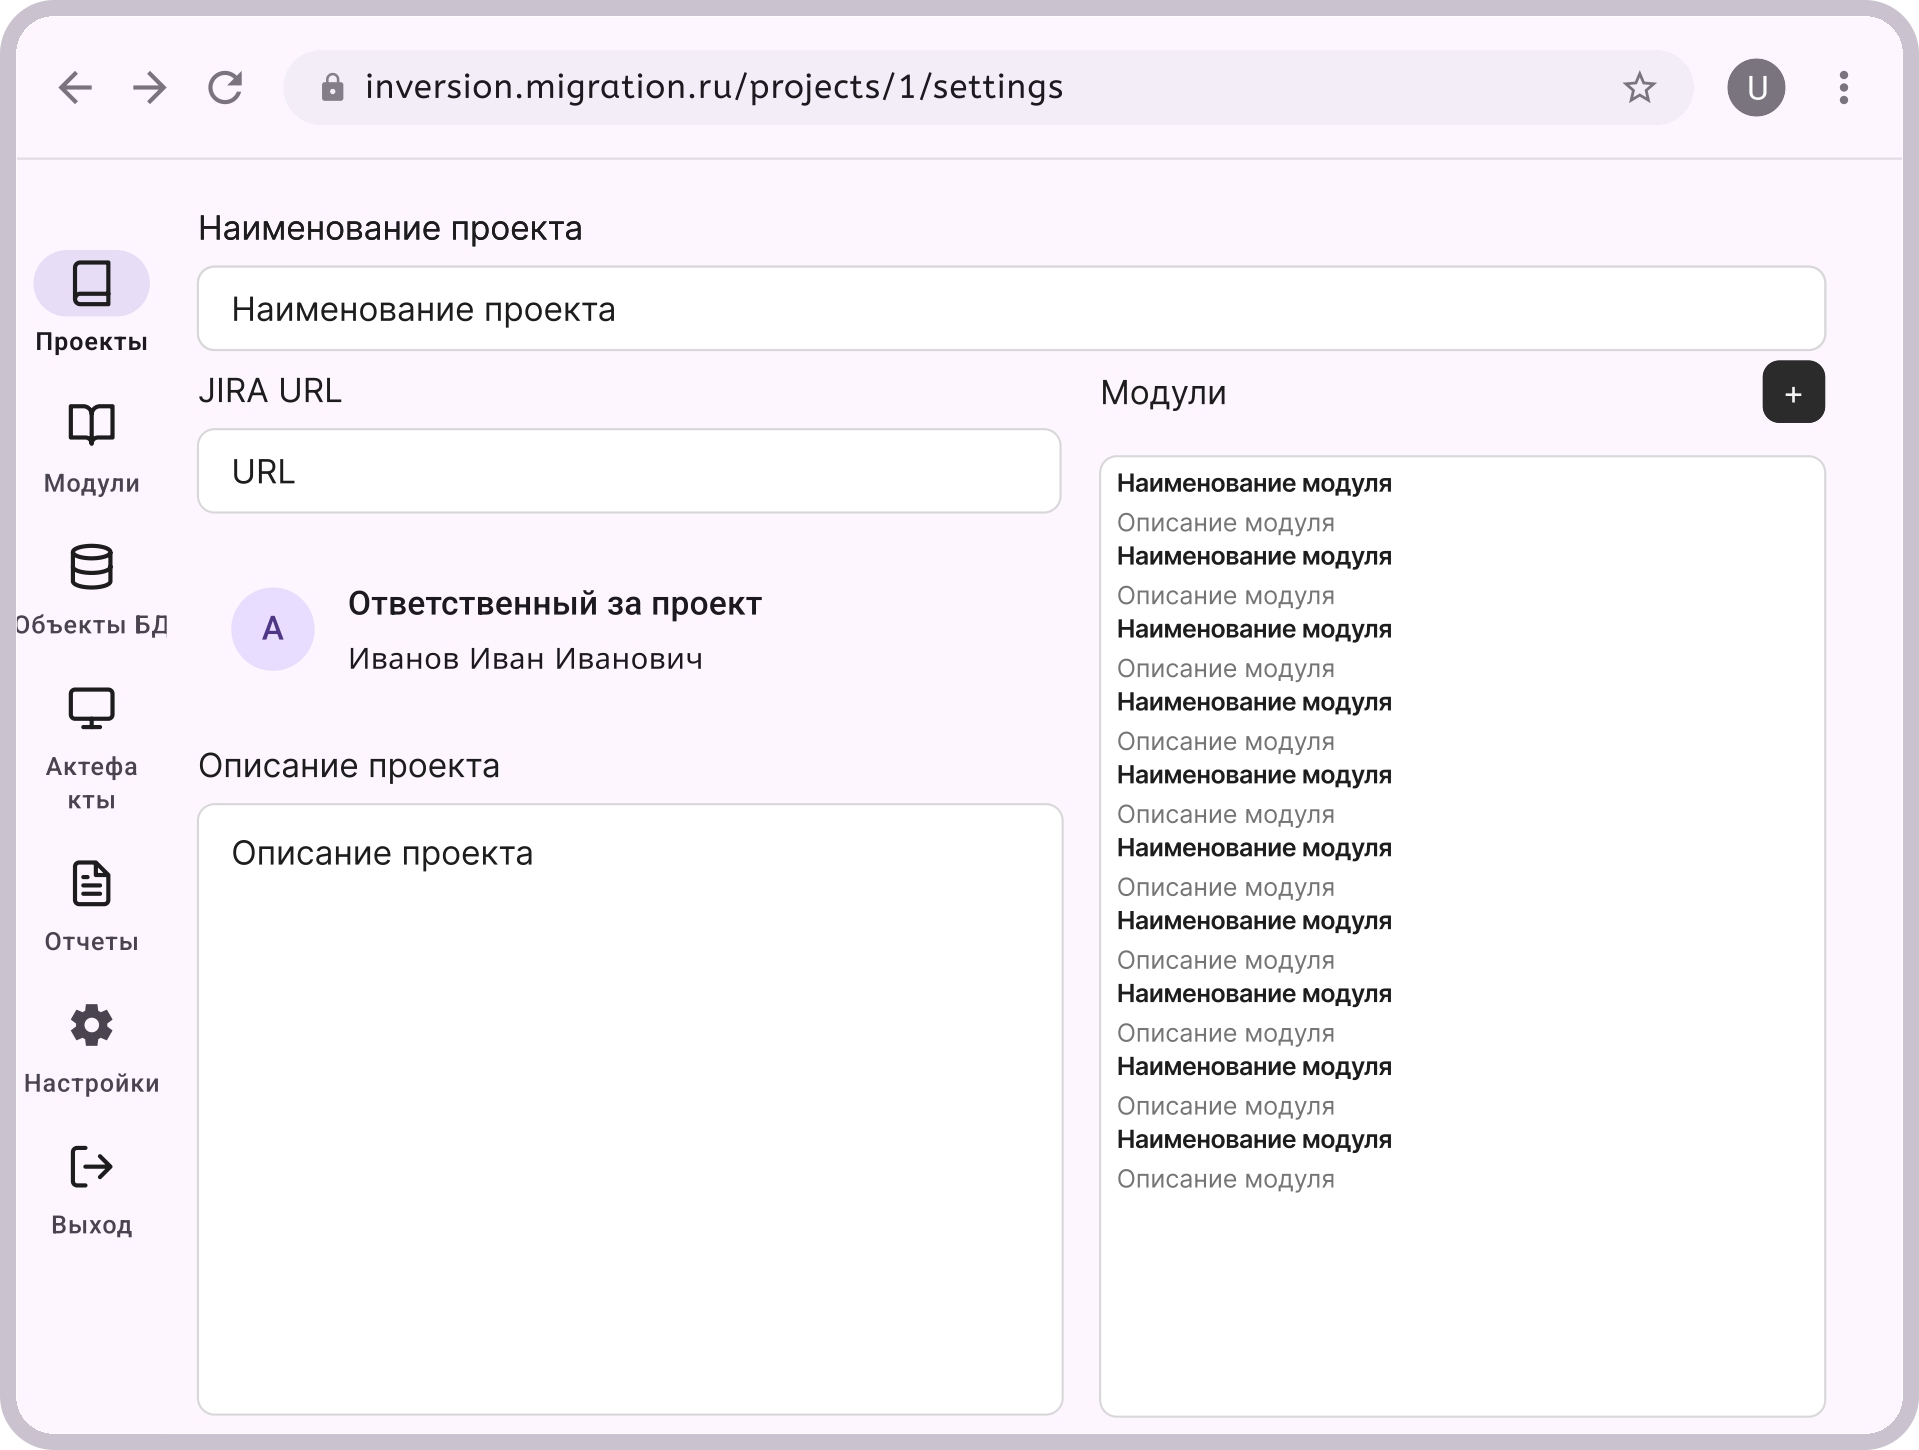 inversion.migration.ru/projects/1/settings
U
Проекты
Модули
Объекты БД
Актефа
кты
Отчеты
Настройки
Выход
Наименование проекта
Наименование проекта
JIRA URL
URL
A
Ответственный за проект
Иванов Иван Иванович
Описание проекта
Описание проекта
Модули
+
Наименование модуля
Описание модуля
Наименование модуля
Описание модуля
Наименование модуля
Описание модуля
Наименование модуля
Описание модуля
Наименование модуля
Описание модуля
Наименование модуля
Описание модуля
Наименование модуля
Описание модуля
Наименование модуля
Описание модуля
Наименование модуля
Описание модуля
Наименование модуля
Описание модуля